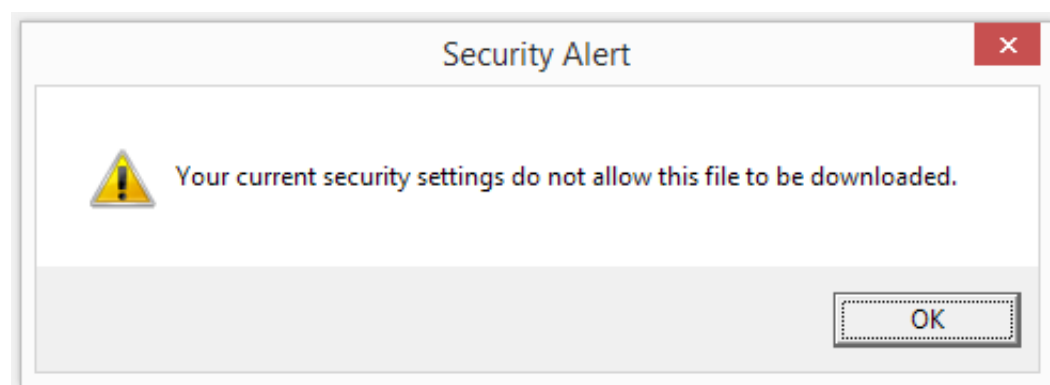 Security Alert
Your current security settings do not allow this file to be downloaded.
OK